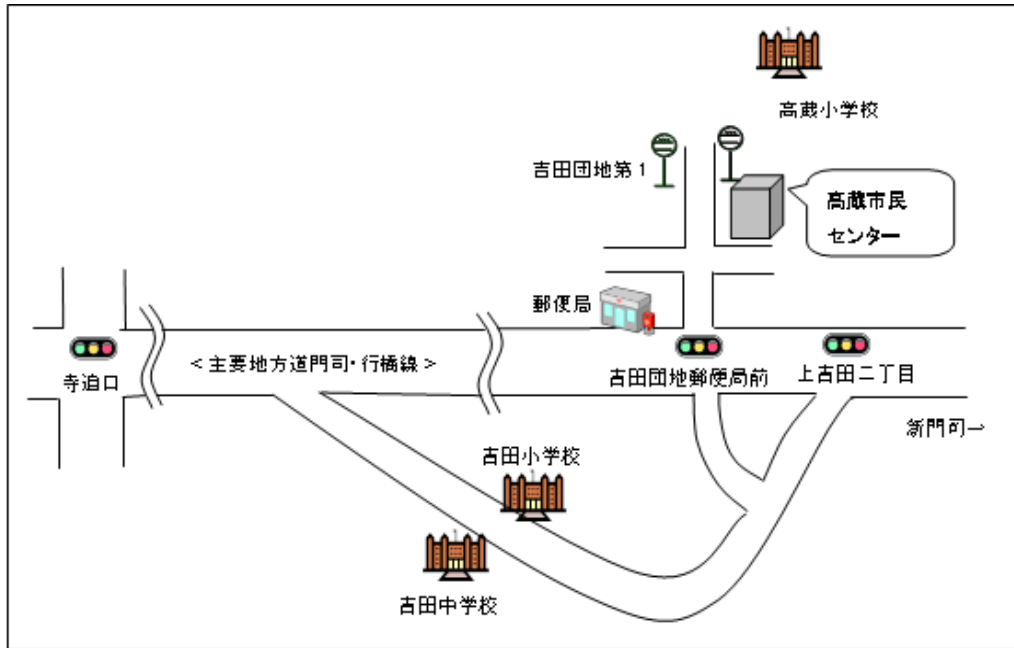 高蔵小学校
吉田団地第1
高蔵市民
センター
郵便局
<主要地方道門司・行橋線>
寺迫口
吉田団地郵便局前
上吉田二丁目
新門司→
吉田小学校
吉田中学校